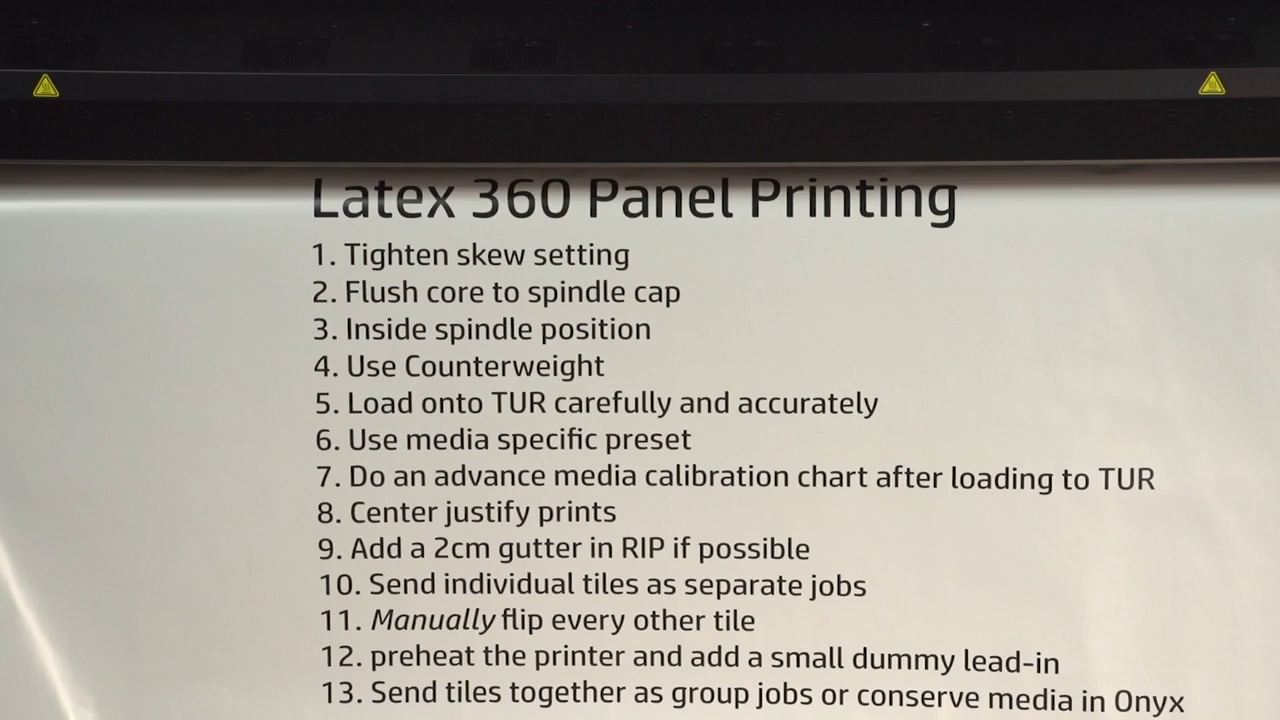 Latex 360 Panel Printing
1. Tighten skew setting
2. Flush core to spindle cap
3. Inside spindle position
4. Use Counterweight
5. Load onto TUR carefully and accurately
6. Use media specific preset
7. Do an advance media calibration chart after loading to TUR
8. Center justify prints
9. Add a 2cm gutter in RIP if possible
10. Send individual tiles as separate jobs
11. Manually flip every other tile
12. preheat the printer and add a small dummy lead-in
13. Send tiles together as group jobs or conserve media in Onyx